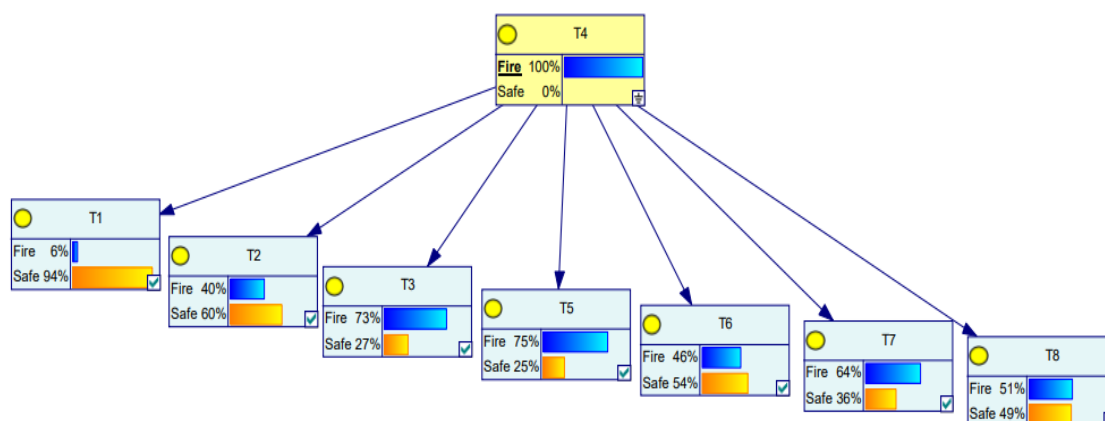 T4
Fire 100%
Safe 0%
T1
Fire 6%
Safe 94%
T2
Fire 40%
Safe 60%
T3
Fire 73%
Safe 27%
T5
Fire 75%
Safe 25%
T6
Fire 46%
Safe 54%
T7
Fire 64%
Safe 36%
T8
Fire 51%
Safe 49%